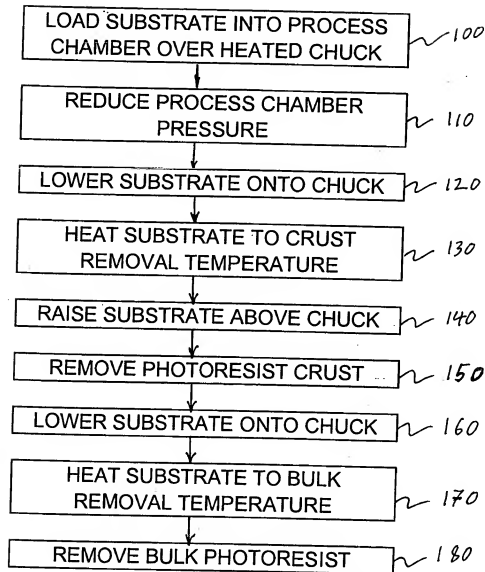 LOAD SUBSTRATE INTO PROCESS
CHAMBER OVER HEATED CHUCK
100
REDUCE PROCESS CHAMBER
PRESSURE
110
LOWER SUBSTRATE ONTO CHUCK
120
HEAT SUBSTRATE TO CRUST
REMOVAL TEMPERATURE
130
RAISE SUBSTRATE ABOVE CHUCK
140
REMOVE PHOTORESIST CRUST
150
LOWER SUBSTRATE ONTO CHUCK
160
HEAT SUBSTRATE TO BULK
REMOVAL TEMPERATURE
170
REMOVE BULK PHOTORESIST
180